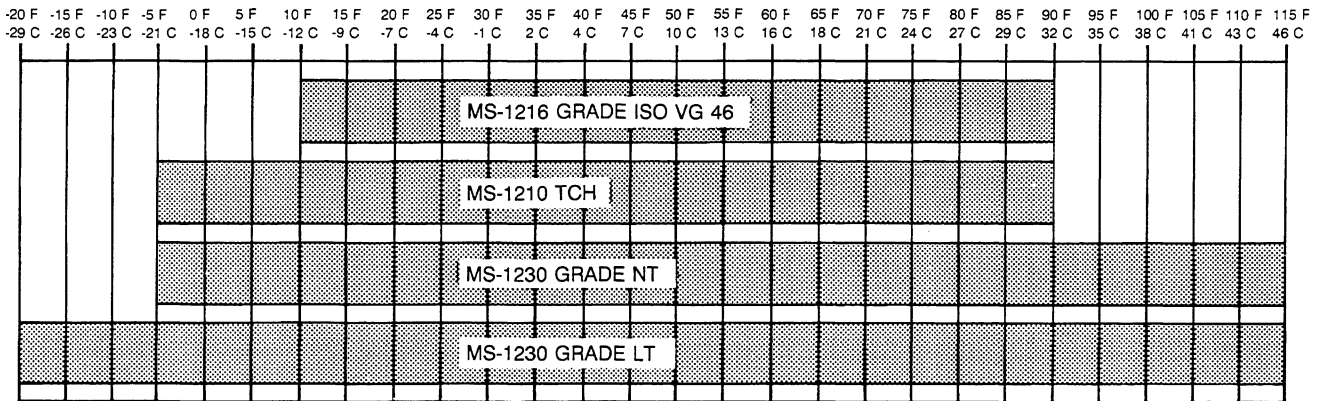 -20 F -15 F -10 F -5 F 0 F 5 F 10 F 15 F 20 F 25 F 30 F 35 F 40 F 45 F 50 F 55 F 60 F 65 F 70 F 75 F 80 F 85 F 90 F 95 F 100 F 105 F 110 F 115 F
-29 C -26 C -23 C -21 C -18 C -15 C -12 C -9 C -7 C -4 C -1 C 2 C 4 C 7 C 10 C 13 C 16 C 18 C 21 C 24 C 27 C 29 C 32 C 35 C 38 C 41 C 43 C 46 C
MS-1216 GRADE ISO VG 46
MS-1210 TCH
MS-1230 GRADE NT
MS-1230 GRADE LT